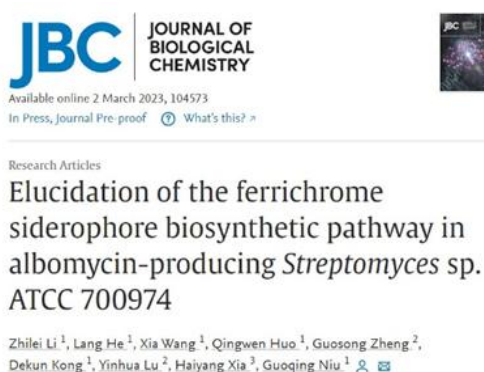 JBC
JOURNAL OF
BIOLOGICAL
CHEMISTRY
JBC
Available online 2 March 2023, 104573
In Press, Journal Pre-proof ? What's this? ↗
Research Articles
Elucidation of the ferrichrome
siderophore biosynthetic pathway in
albomycin-producing Streptomyces sp.
ATCC 700974
Zhilei Li 1, Lang He 1, Xia Wang 1, Qingwen Huo 1, Guosong Zheng 2,
Dekun Kong 1, Yinhua Lu 2, Haiyang Xia 3, Guoqing Niu 1